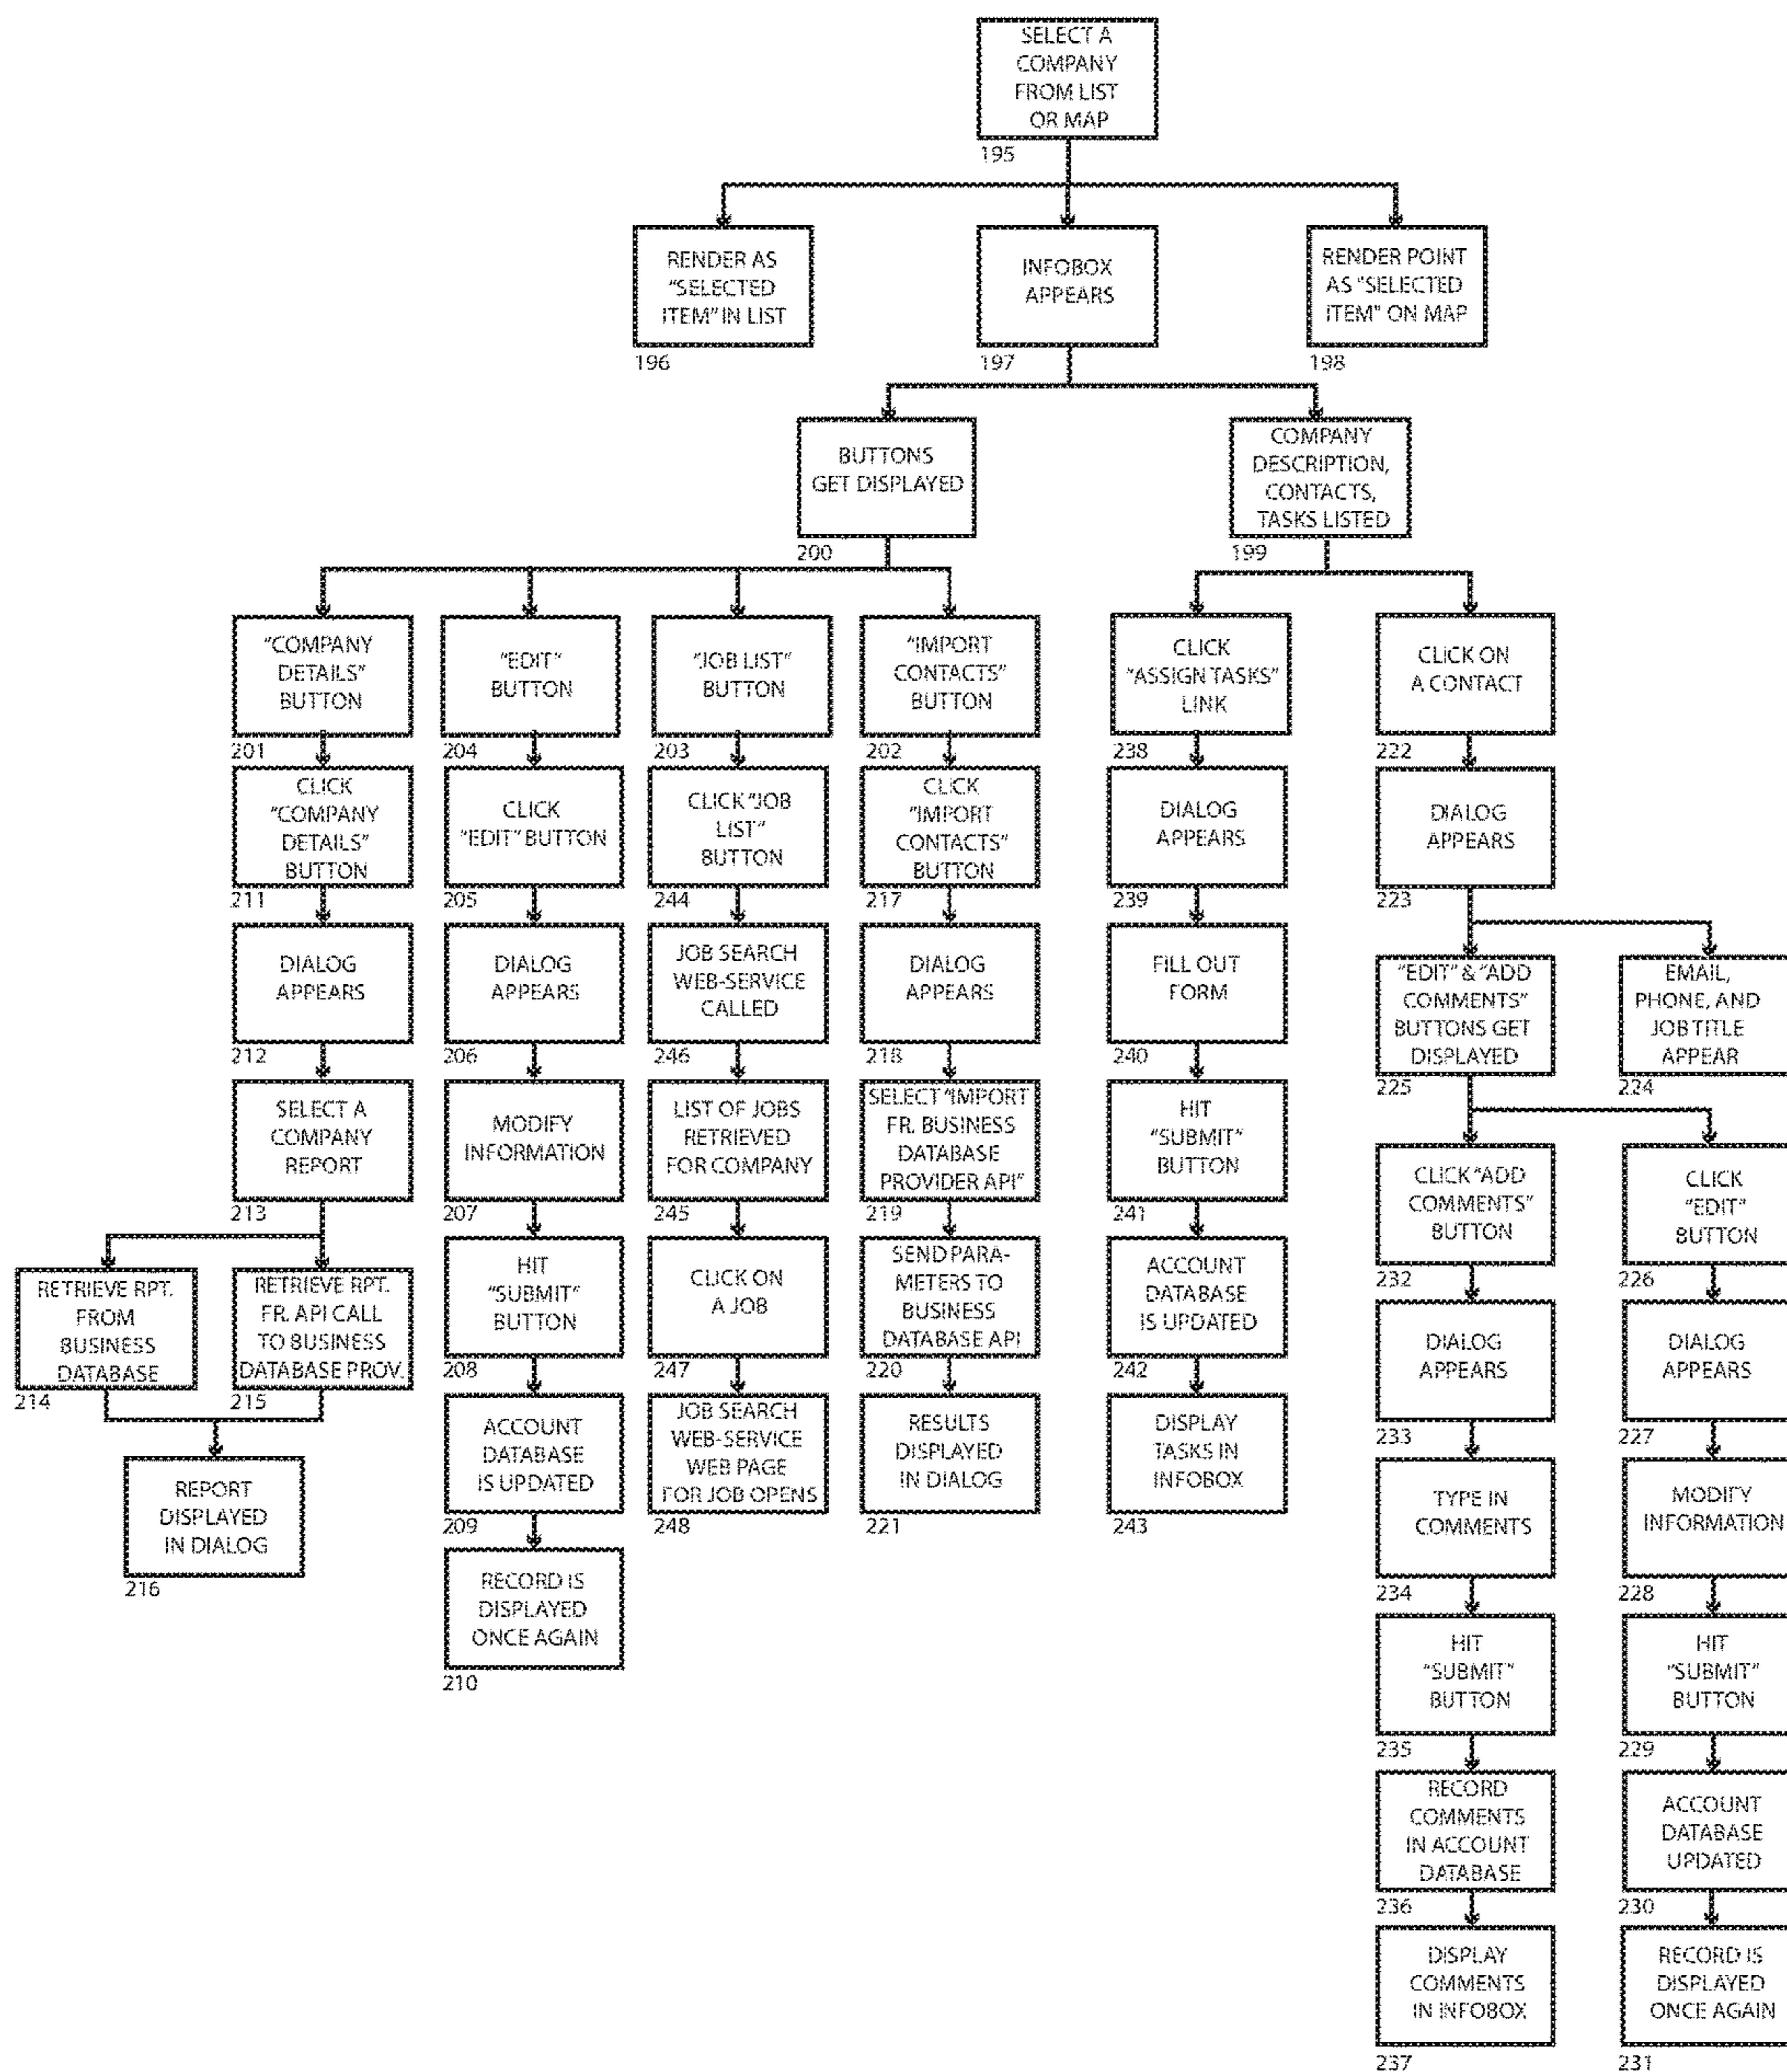 SELECT A
COMPANY
FROM LIST
OR MAP
195
RENDER AS
"SELECTED
ITEM" IN LIST
196
INFOBOX
APPEARS
197
RENDER POINT
AS "SELECTED
ITEM" ON MAP
198
BUTTONS
GET DISPLAYED
200
COMPANY
DESCRIPTION,
CONTACTS,
TASKS LISTED
199
"COMPANY
DETAILS"
BUTTON
201
"EDIT"
BUTTON
204
"JOB LIST"
BUTTON
203
"IMPORT
CONTACTS"
BUTTON
202
CLICK
"ASSIGN TASKS"
LINK
238
CLICK ON
A CONTACT
222
CLICK
"COMPANY
DETAILS"
BUTTON
211
CLICK
"EDIT" BUTTON
205
CLICK "JOB
LIST"
BUTTON
244
CLICK
"IMPORT
CONTACTS"
BUTTON
217
DIALOG
APPEARS
239
DIALOG
APPEARS
223
DIALOG
APPEARS
212
DIALOG
APPEARS
206
JOB SEARCH
WEB-SERVICE
CALLED
246
DIALOG
APPEARS
218
FILL OUT
FORM
240
"EDIT" & "ADD
COMMENTS"
BUTTONS GET
DISPLAYED
225
EMAIL,
PHONE, AND
JOB TITLE
APPEAR
224
SELECT A
COMPANY
REPORT
213
MODIFY
INFORMATION
207
LIST OF JOBS
RETRIEVED
FOR COMPANY
245
SELECT "IMPORT
FR. BUSINESS
DATABASE
PROVIDER API"
219
HIT
"SUBMIT"
BUTTON
241
CLICK "ADD
COMMENTS"
BUTTON
232
CLICK
"EDIT"
BUTTON
226
RETRIEVE RPT.
FROM
BUSINESS
DATABASE
214
RETRIEVE RPT.
FR. API CALL
TO BUSINESS
DATABASE PROV.
215
HIT
"SUBMIT"
BUTTON
208
CLICK ON
A JOB
247
SEND PARA-
METERS TO
BUSINESS
DATABASE API
220
ACCOUNT
DATABASE
IS UPDATED
242
DIALOG
APPEARS
233
DIALOG
APPEARS
227
REPORT
DISPLAYED
IN DIALOG
216
ACCOUNT
DATABASE
IS UPDATED
209
JOB SEARCH
WEB-SERVICE
WEB PAGE
FOR JOB OPENS
248
RESULTS
DISPLAYED
IN DIALOG
221
DISPLAY
TASKS IN
INFOBOX
243
TYPE IN
COMMENTS
234
MODIFY
INFORMATION
228
RECORD IS
DISPLAYED
ONCE AGAIN
210
HIT
"SUBMIT"
BUTTON
235
HIT
"SUBMIT"
BUTTON
229
RECORD
COMMENTS
IN ACCOUNT
DATABASE
236
ACCOUNT
DATABASE
UPDATED
230
DISPLAY
COMMENTS
IN INFOBOX
237
RECORD IS
DISPLAYED
ONCE AGAIN
231